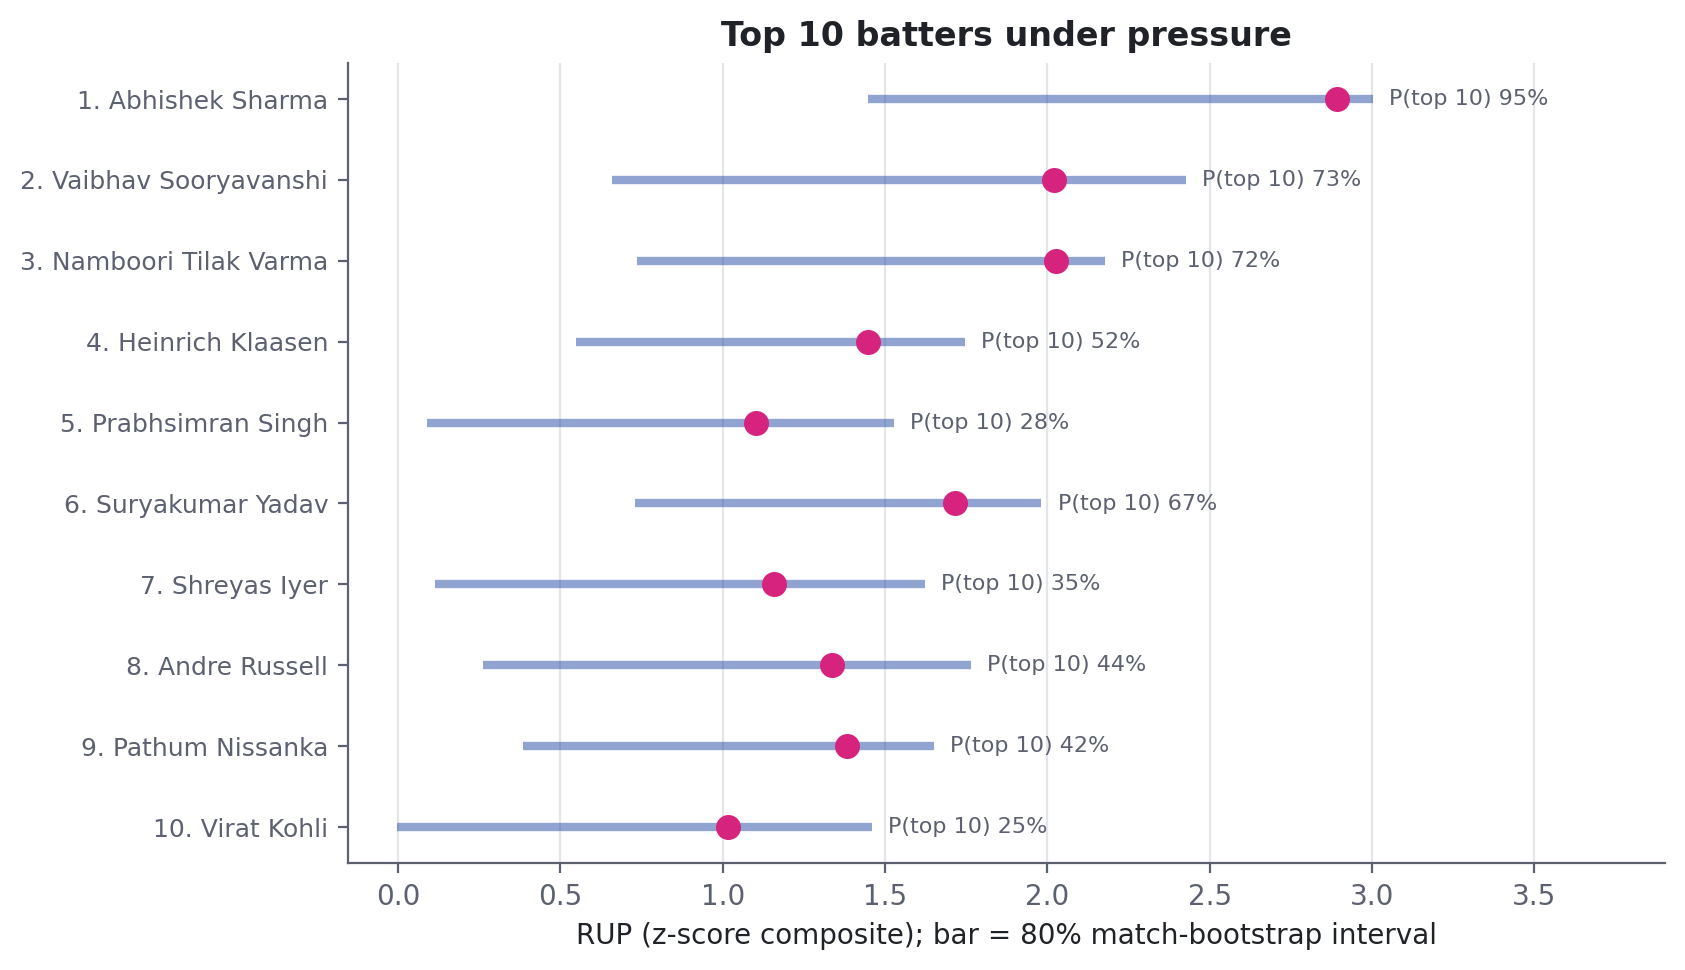 Top 10 batters under pressure
1. Abhishek Sharma
P(top 10) 95%
2. Vaibhav Sooryavanshi
P(top 10) 73%
3. Namboori Tilak Varma
P(top 10) 72%
4. Heinrich Klaasen
P(top 10) 52%
5. Prabhsimran Singh
P(top 10) 28%
6. Suryakumar Yadav
P(top 10) 67%
7. Shreyas Iyer
P(top 10) 35%
8. Andre Russell
P(top 10) 44%
9. Pathum Nissanka
P(top 10) 42%
10. Virat Kohli
P(top 10) 25%
0.0 0.5 1.0 1.5 2.0 2.5 3.0 3.5
RUP (z-score composite); bar = 80% match-bootstrap interval